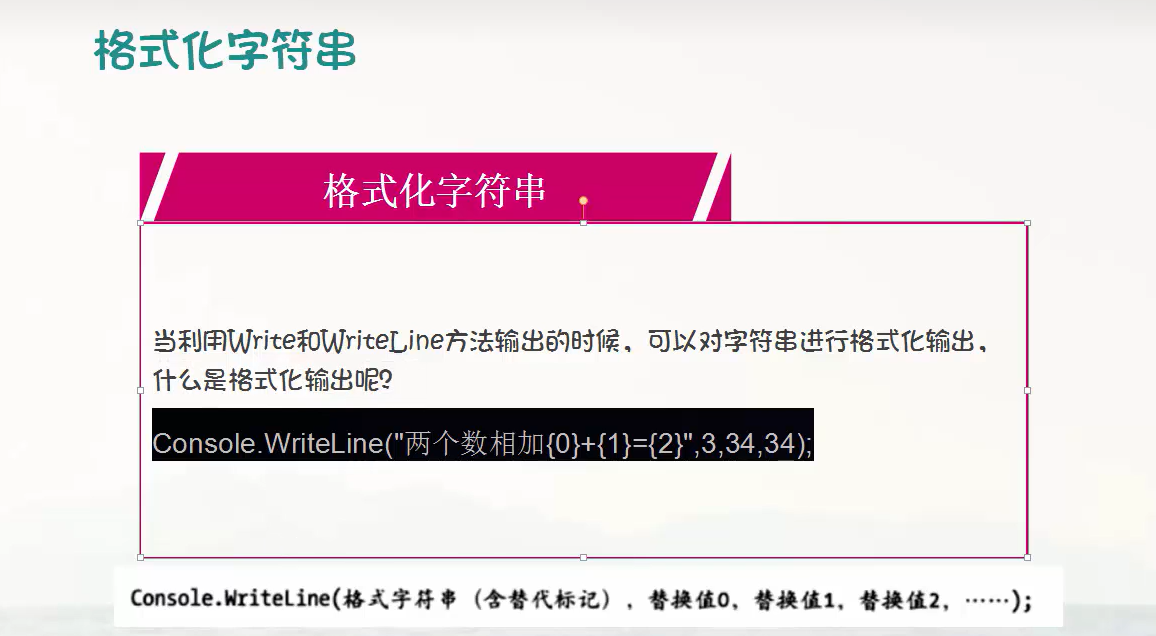 格式化字符串
格式化字符串
当利用Write和WriteLine方法输出的时候，可以对字符串进行格式化输出，
什么是格式化输出呢？
Console.WriteLine("两个数相加{0}+{1}={2}",3,34,34);
Console.WriteLine(格式字符串（含替代标记）, 替换值0, 替换值1, 替换值2, ……);